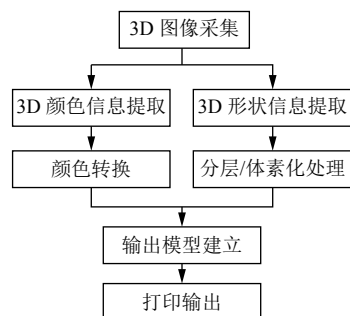 3D 图像采集
3D 颜色信息提取
3D 形状信息提取
颜色转换
分层/体素化处理
输出模型建立
打印输出